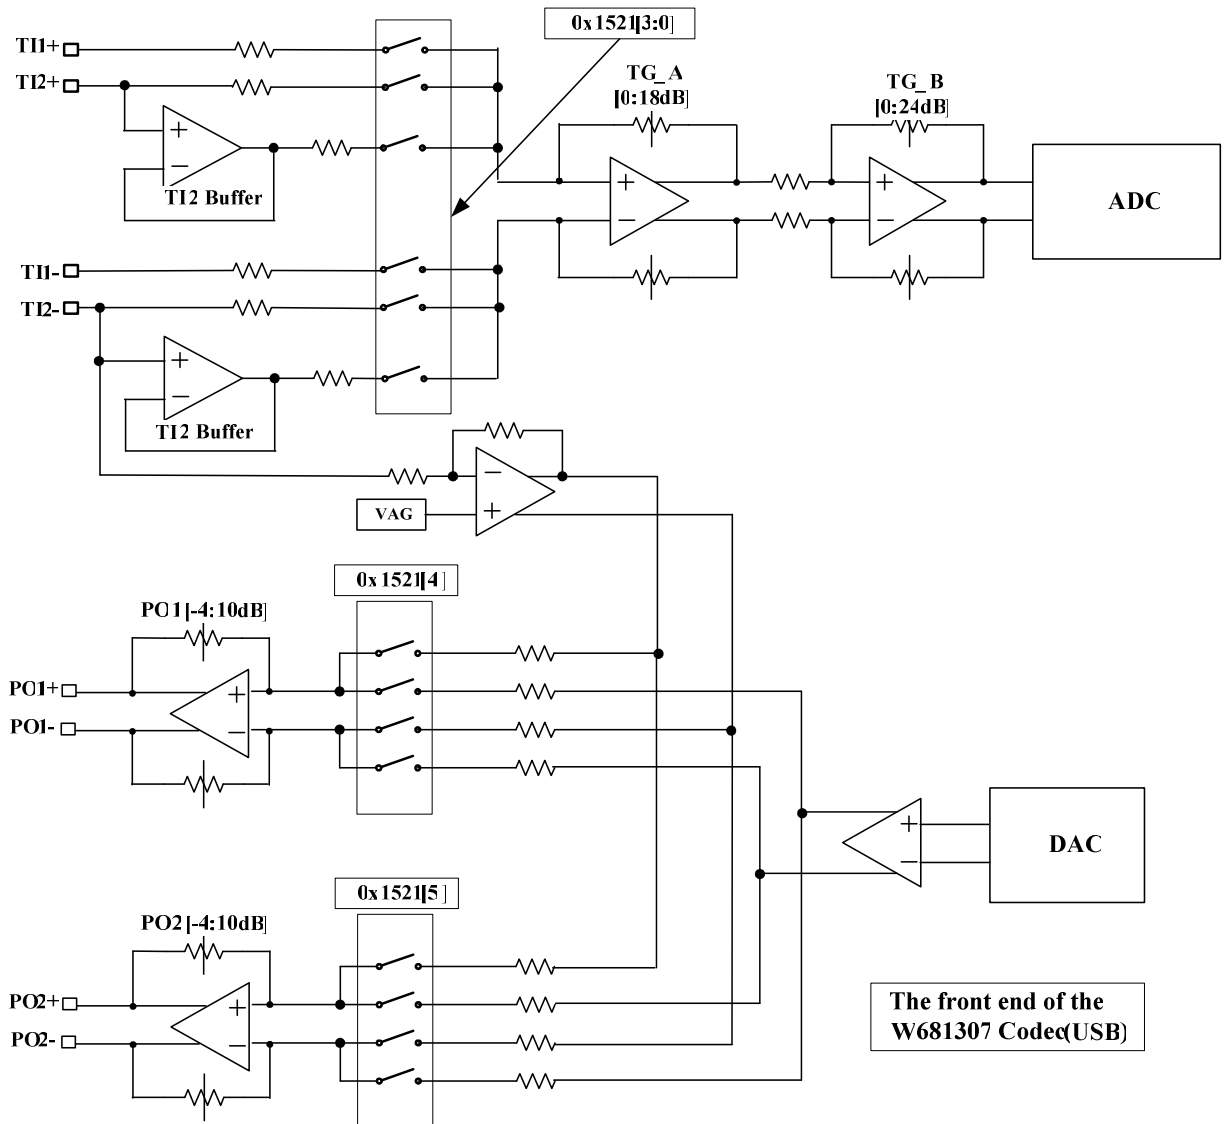 0x1521[3:0]
TI1+
TI2+
TG_A
[0:18dB]
TG_B
[0:24dB]
+
−
TI2 Buffer
+
−
+
−
ADC
TI1-
TI2-
+
−
TI2 Buffer
−
+
VAG
0x1521[4]
PO1[-4:10dB]
PO1+
PO1-
+
−
+
−
DAC
0x1521[5]
PO2[-4:10dB]
PO2+
PO2-
+
−
The front end of the
W681307 Codec(USB)